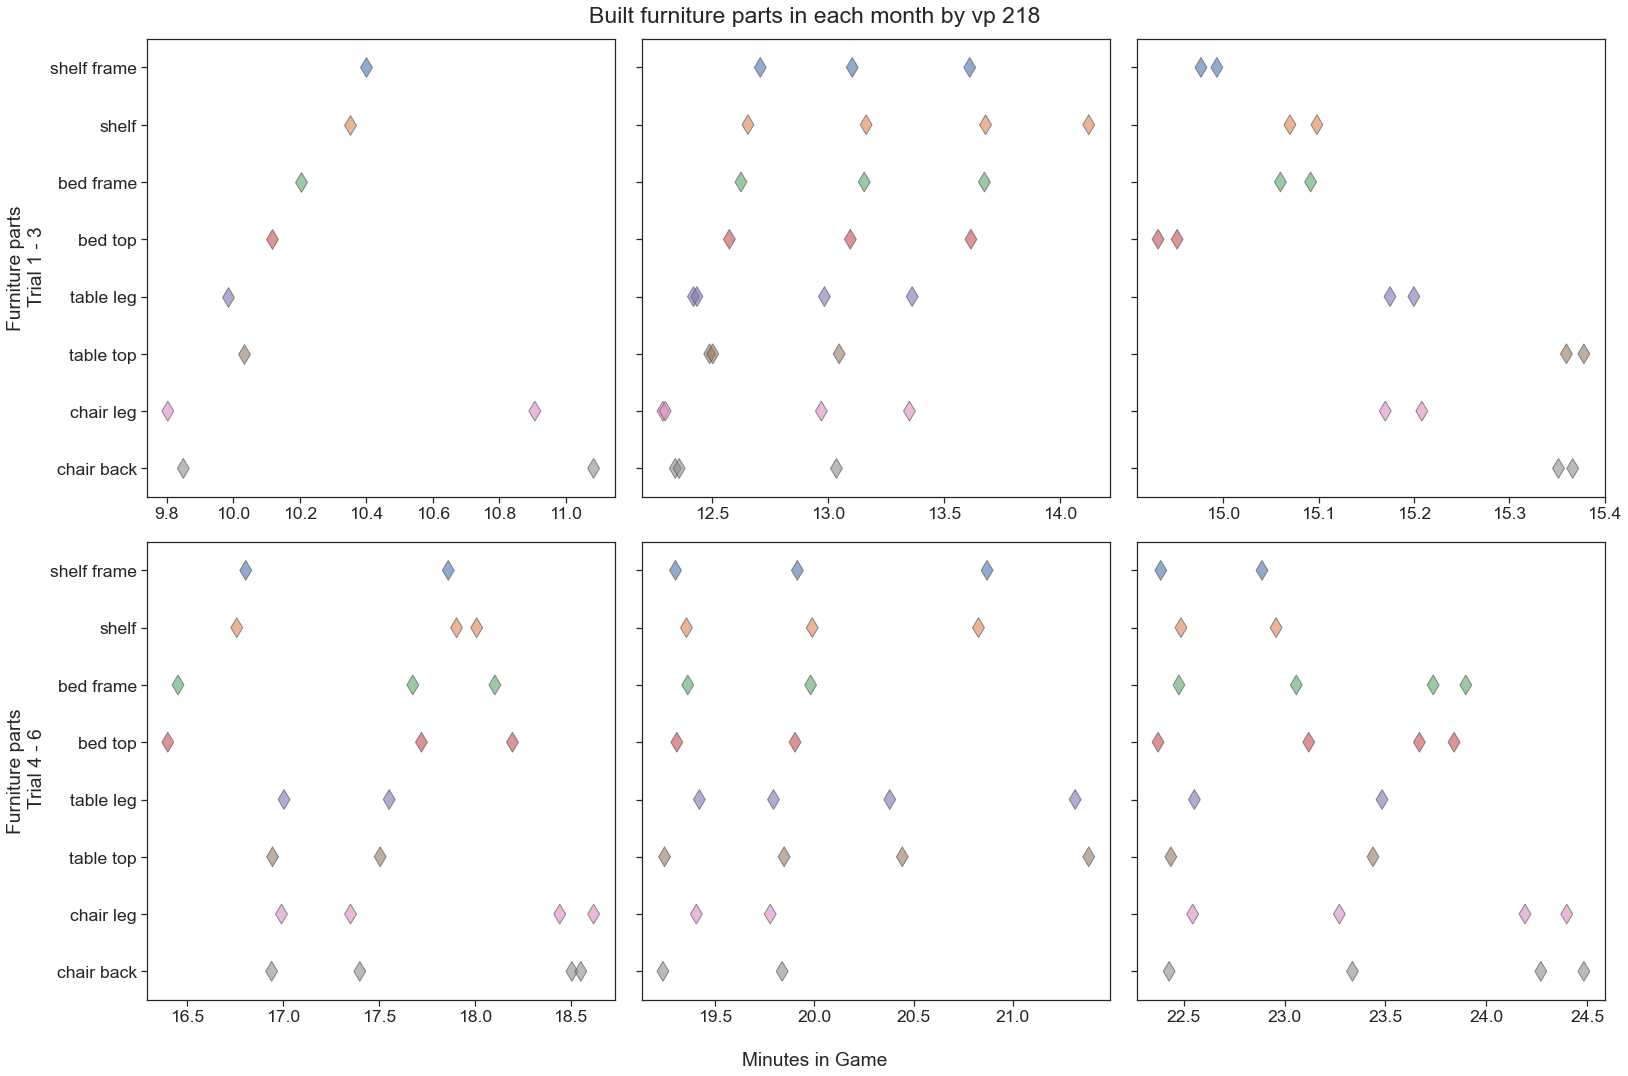 Built furniture parts in each month by vp 218
Furniture parts
Trial 1 - 3
shelf frame
shelf
bed frame
bed top
table leg
table top
chair leg
chair back
9.8 10.0 10.2 10.4 10.6 10.8 11.0
12.5 13.0 13.5 14.0
15.0 15.1 15.2 15.3 15.4
Furniture parts
Trial 4 - 6
shelf frame
shelf
bed frame
bed top
table leg
table top
chair leg
chair back
16.5 17.0 17.5 18.0 18.5
19.5 20.0 20.5 21.0
22.5 23.0 23.5 24.0 24.5
Minutes in Game